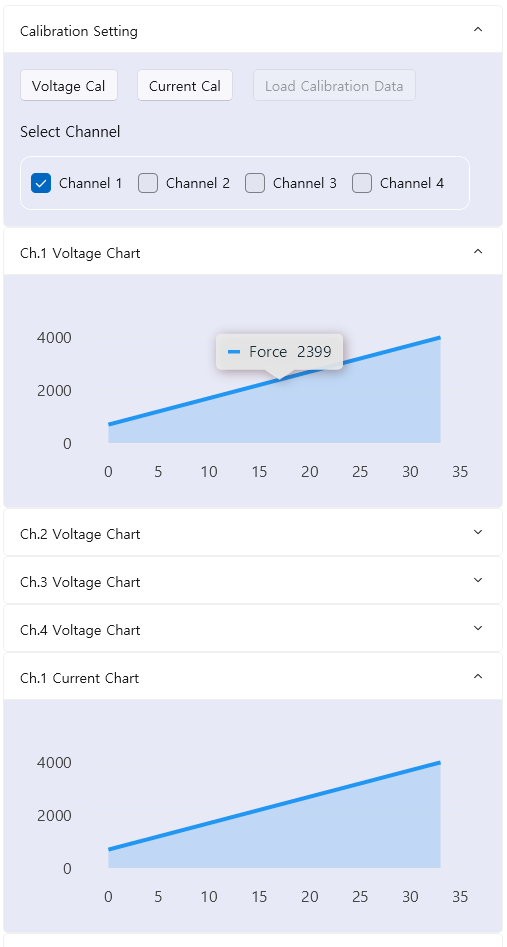 Calibration Setting
Voltage Cal Current Cal Load Calibration Data
Select Channel
Channel 1 Channel 2 Channel 3 Channel 4
Ch.1 Voltage Chart
4000
Force 2399
2000
0
0 5 10 15 20 25 30 35
Ch.2 Voltage Chart
Ch.3 Voltage Chart
Ch.4 Voltage Chart
Ch.1 Current Chart
4000
2000
0
0 5 10 15 20 25 30 35